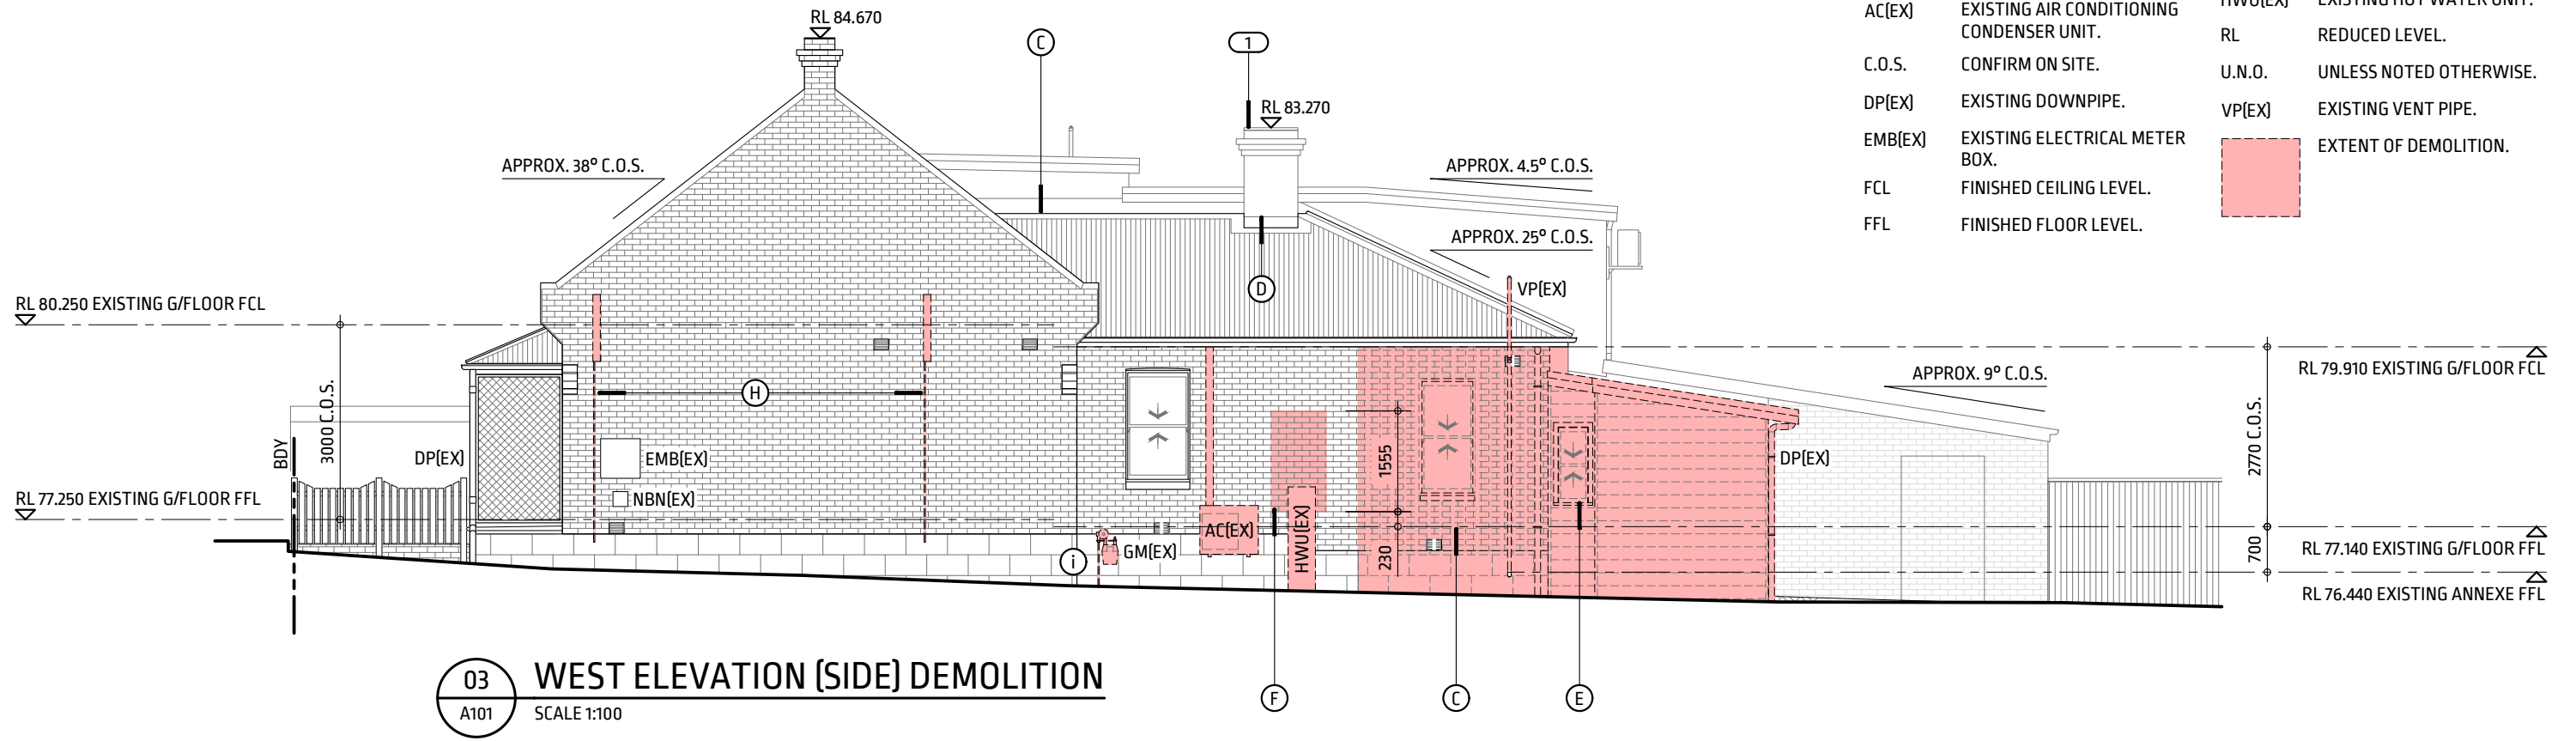 RL 84.670
C
1
RL 83.270
APPROX. 38° C.O.S.
APPROX. 4.5° C.O.S.
APPROX. 25° C.O.S.
D
VP(EX)
RL 80.250 EXISTING G/FLOOR FCL
RL 79.910 EXISTING G/FLOOR FCL
APPROX. 9° C.O.S.
3000 C.O.S.
2770 C.O.S.
H
BDY
DP(EX)
EMB(EX)
NBN(EX)
1555
DP(EX)
RL 77.250 EXISTING G/FLOOR FFL
AC(EX)
HWU(EX)
GM(EX)
i
230
700
RL 77.140 EXISTING G/FLOOR FFL
RL 76.440 EXISTING ANNEXE FFL
F
C
E
03
A101
WEST ELEVATION (SIDE) DEMOLITION
SCALE 1:100
AC(EX) EXISTING AIR CONDITIONING
CONDENSER UNIT.
C.O.S. CONFIRM ON SITE.
DP(EX) EXISTING DOWNPIPE.
EMB(EX) EXISTING ELECTRICAL METER
BOX.
FCL FINISHED CEILING LEVEL.
FFL FINISHED FLOOR LEVEL.
HWU(EX) EXISTING HOT WATER UNIT.
RL REDUCED LEVEL.
U.N.O. UNLESS NOTED OTHERWISE.
VP(EX) EXISTING VENT PIPE.
EXTENT OF DEMOLITION.